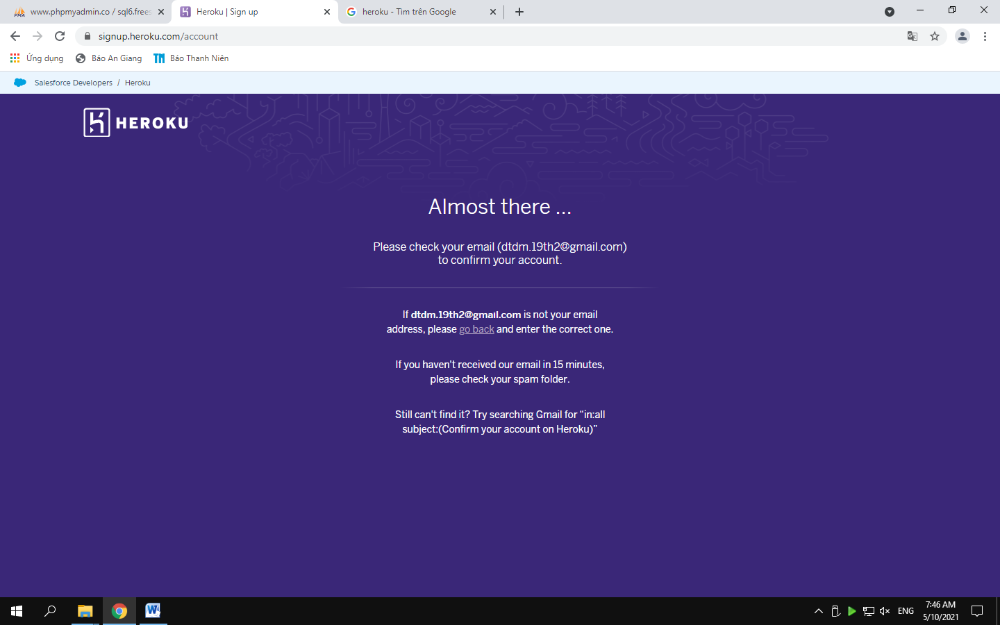 www.phpmyadmin.co / sql6.frees
Heroku | Sign up
heroku - Tìm trên Google
signup.heroku.com/account
Ứng dụng
Báo An Giang
TN
Báo Thanh Niên
Salesforce Developers / Heroku
HEROKU
Almost there ...
Please check your email (dtdm.19th2@gmail.com)
to confirm your account.
If dtdm.19th2@gmail.com is not your email
address, please go back and enter the correct one.
If you haven't received our email in 15 minutes,
please check your spam folder.
Still can't find it? Try searching Gmail for “in:all
subject:(Confirm your account on Heroku)”
ENG
7:46 AM
5/10/2021